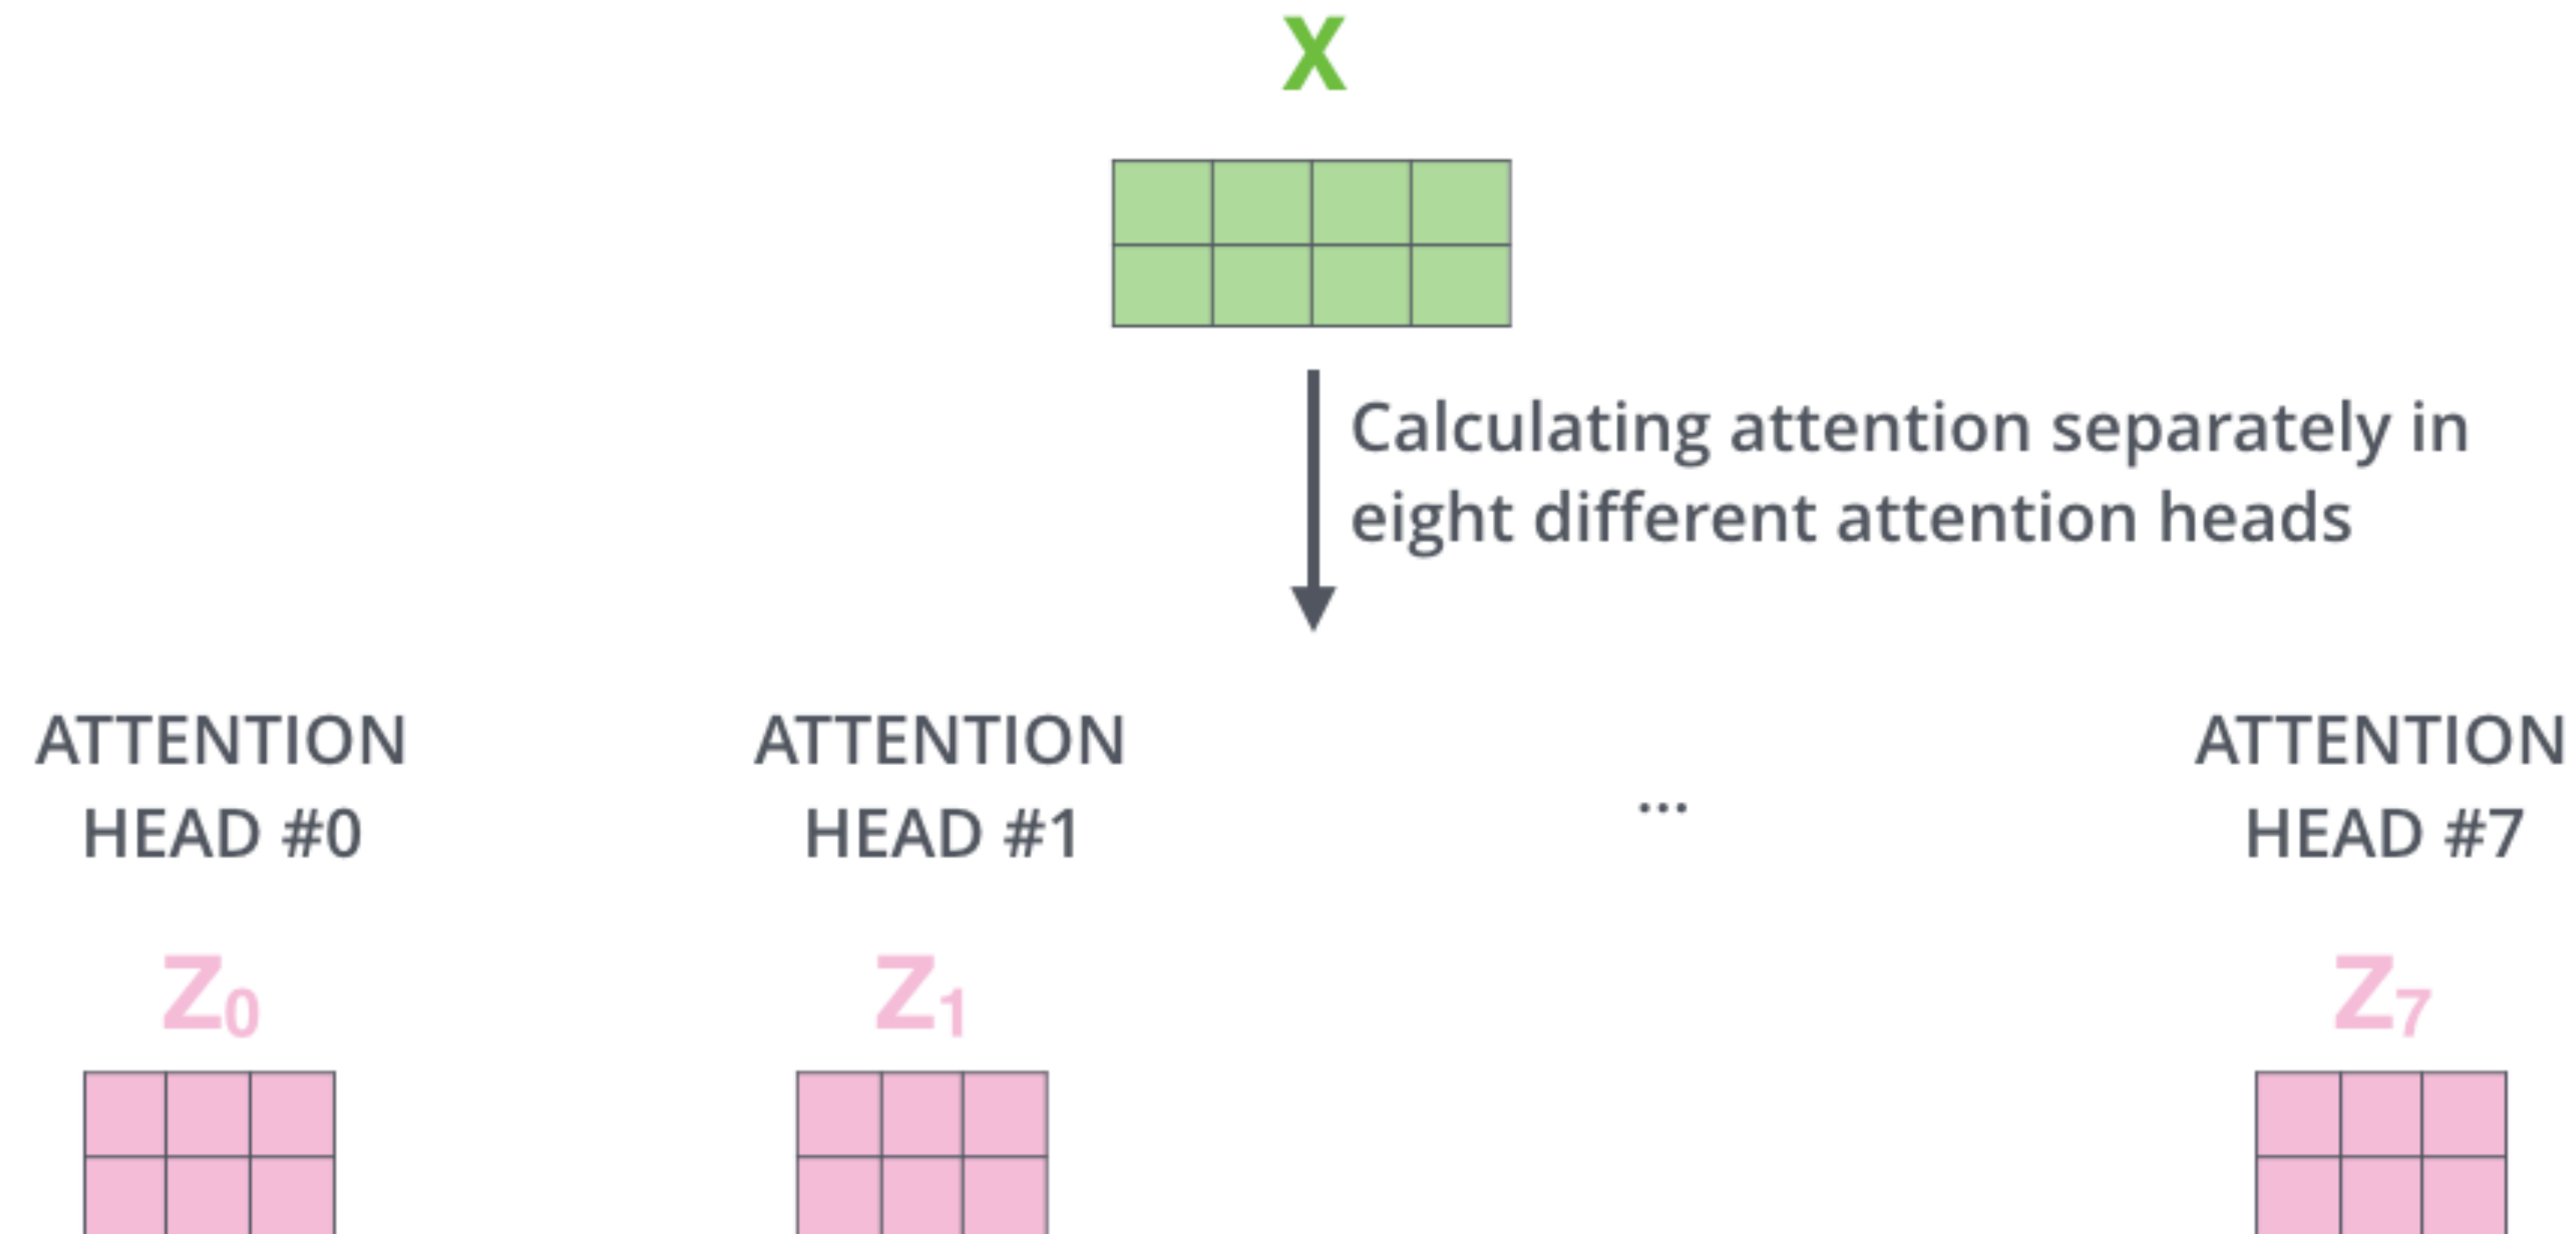 X
Calculating attention separately in
eight different attention heads
ATTENTION
HEAD #0
ATTENTION
HEAD #1
...
ATTENTION
HEAD #7
Z0
Z1
Z7